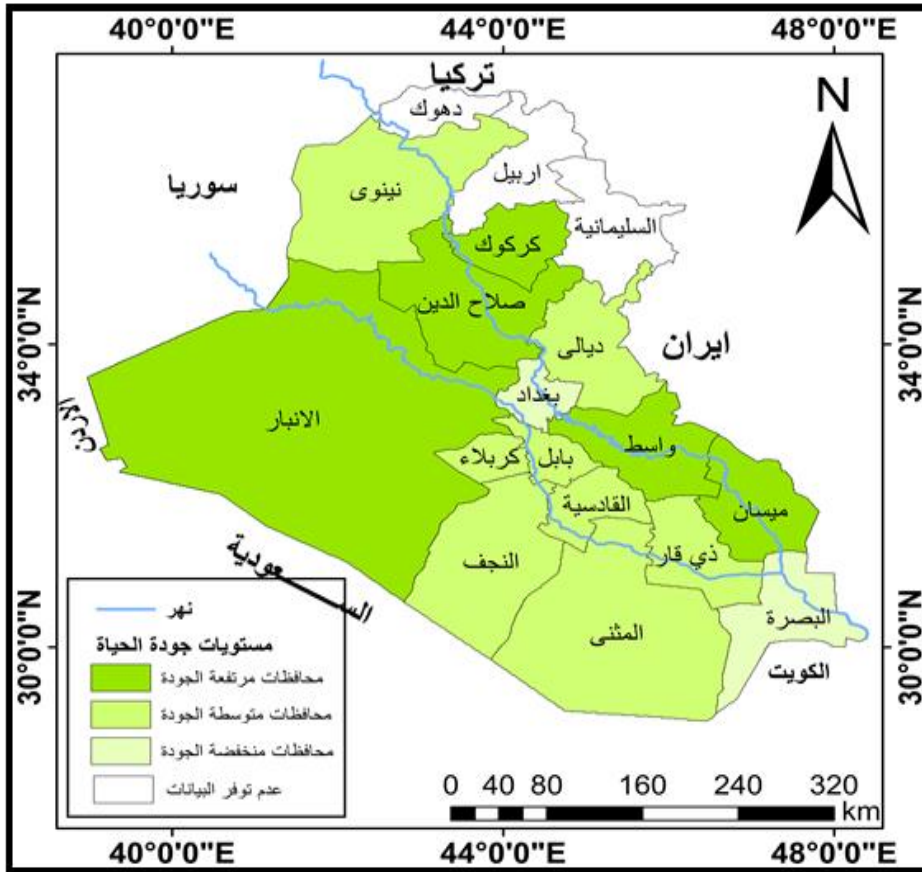 40°0'0"E
44°0'0"E
48°0'0"E
تركيا
N
دهوك
اربيل
سوريا
نينوى
السليمانية
كركوك
صلاح الدين
34°0'0"N
34°0'0"N
ديالى
ايران
بغداد
الاردن
الانبار
واسط
بابل
كربلاء
ميسان
القادسية
ذي قار
النجف
الســـعودية
البصرة
المثنى
الكويت
30°0'0"N
30°0'0"N
نهر
مستويات جودة الحياة
محافظات مرتفعة الجودة
محافظات متوسطة الجودة
محافظات منخفضة الجودة
عدم توفر البيانات
0 40 80 160 240 320
km
40°0'0"E
44°0'0"E
48°0'0"E